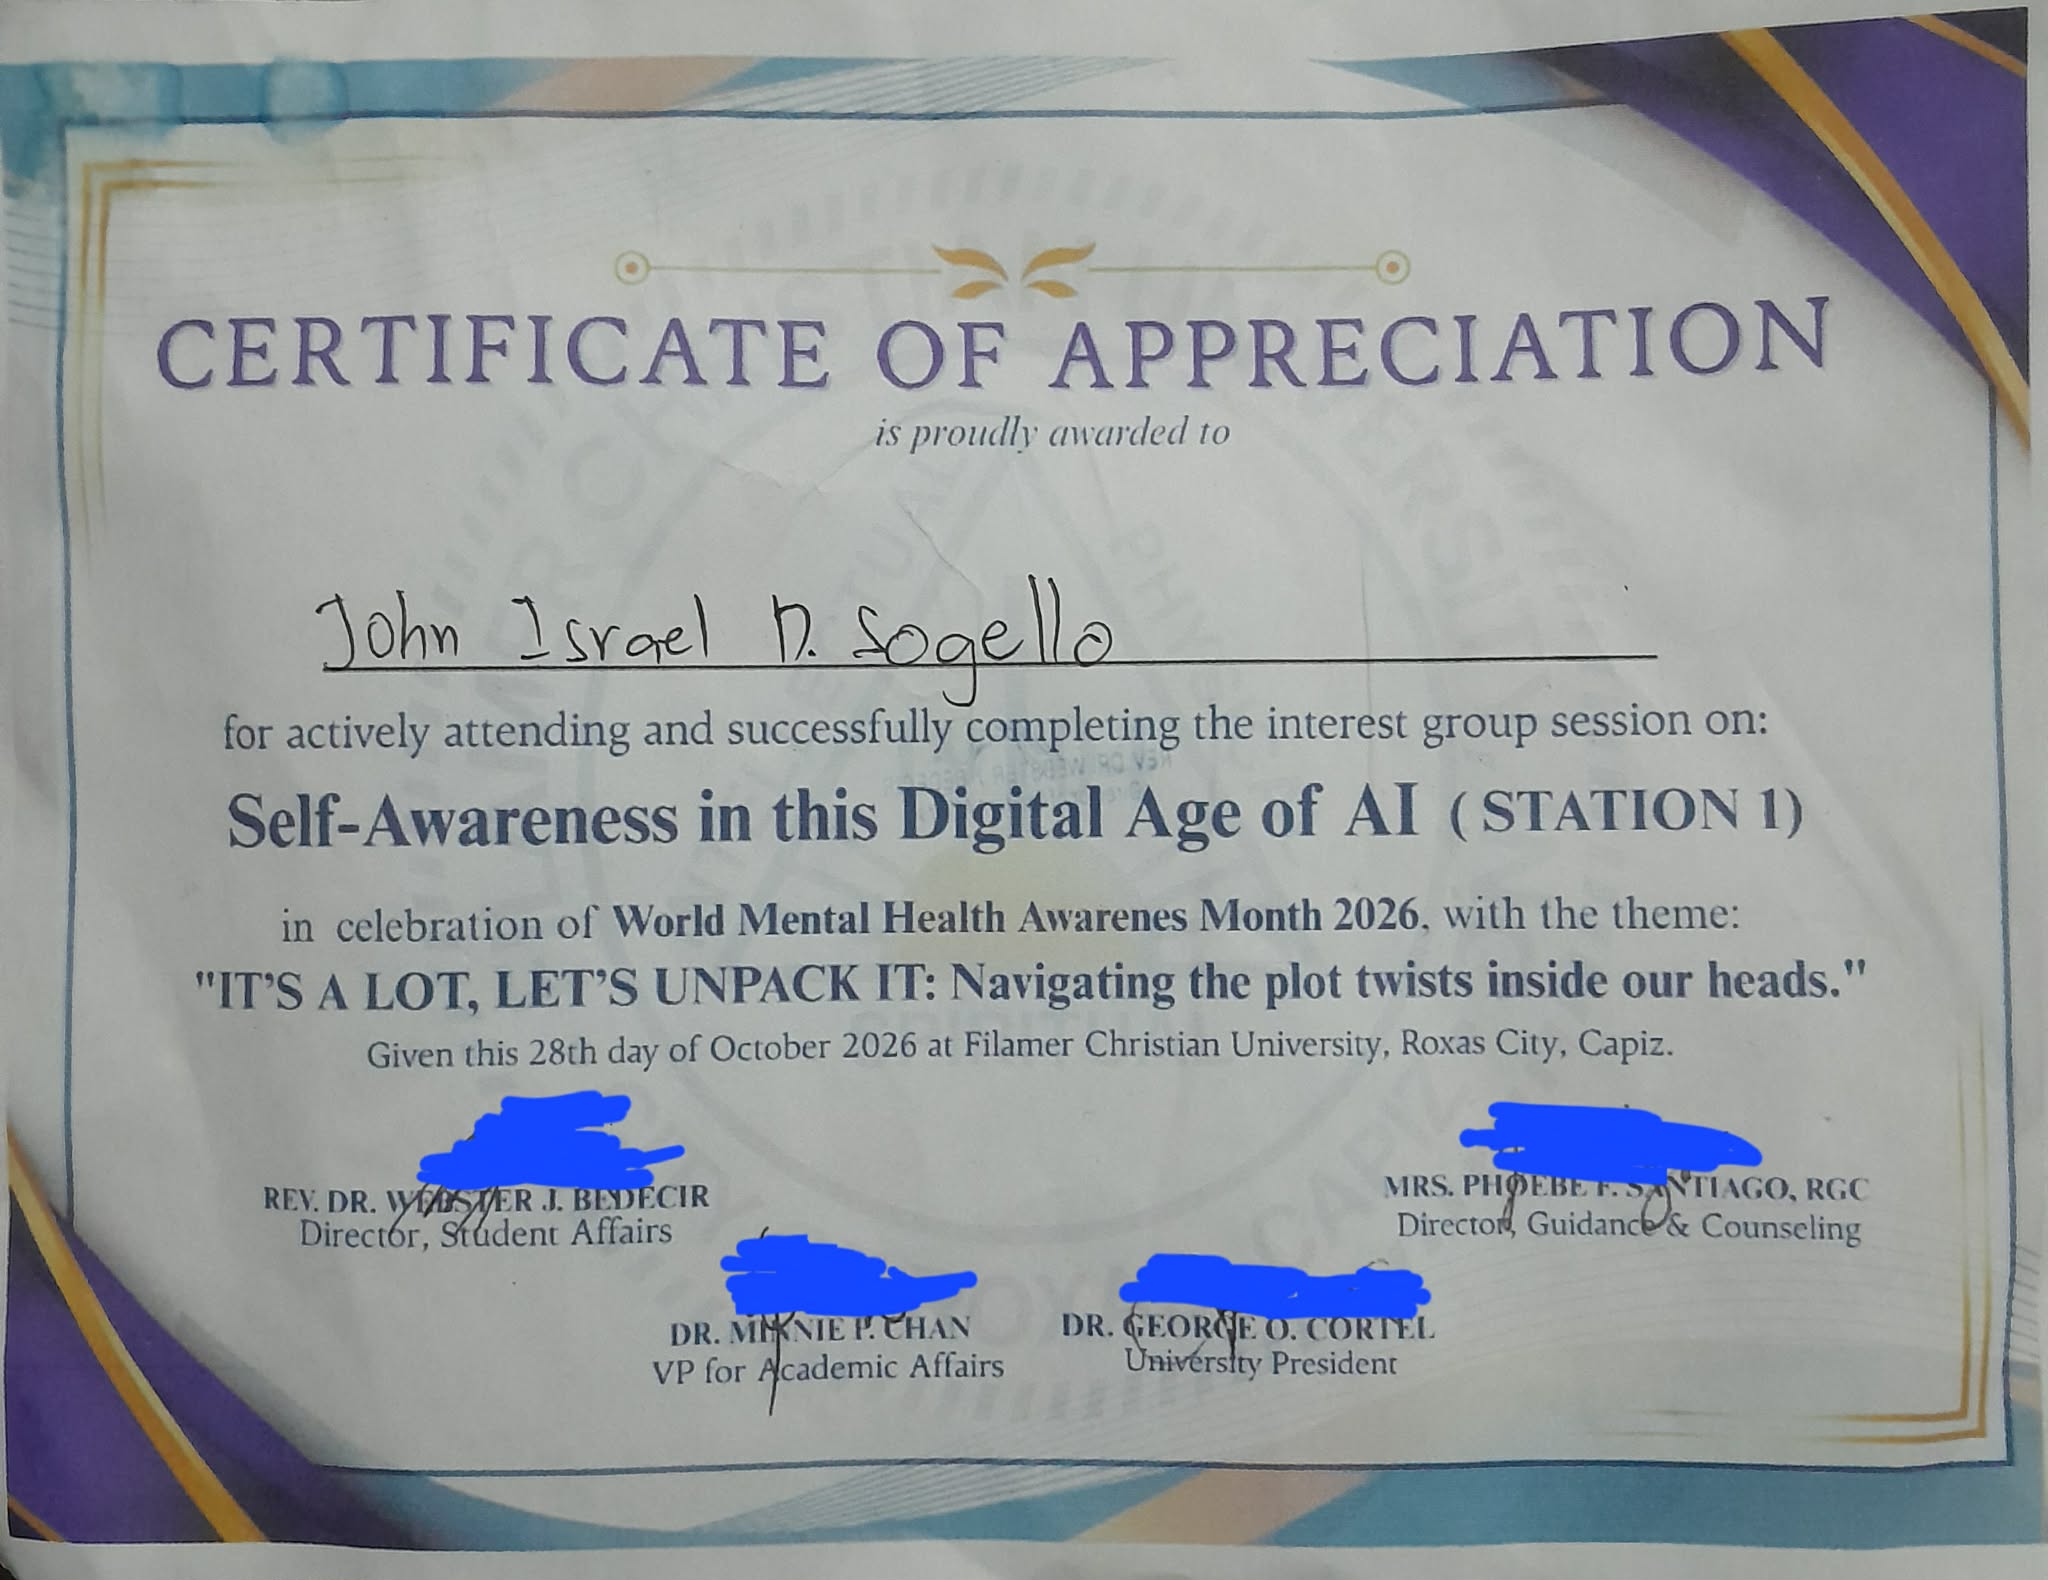 CERTIFICATE OF APPRECIATION
is proudly awarded to
John Israel D. Sogello
for actively attending and successfully completing the interest group session on:
Self-Awareness in this Digital Age of AI (STATION 1)
in celebration of World Mental Health Awarenes Month 2026, with the theme:
"IT'S A LOT, LET'S UNPACK IT: Navigating the plot twists inside our heads."
Given this 28th day of October 2026 at Filamer Christian University, Roxas City, Capiz.
REV. DR. WEBSTER J. BEDECIR
Director, Student Affairs
MRS. PHOEBE F. SANTIAGO, RGC
Director, Guidance & Counseling
DR. MINNIE P. CHAN
VP for Academic Affairs
DR. GEORGE O. CORTEL
University President